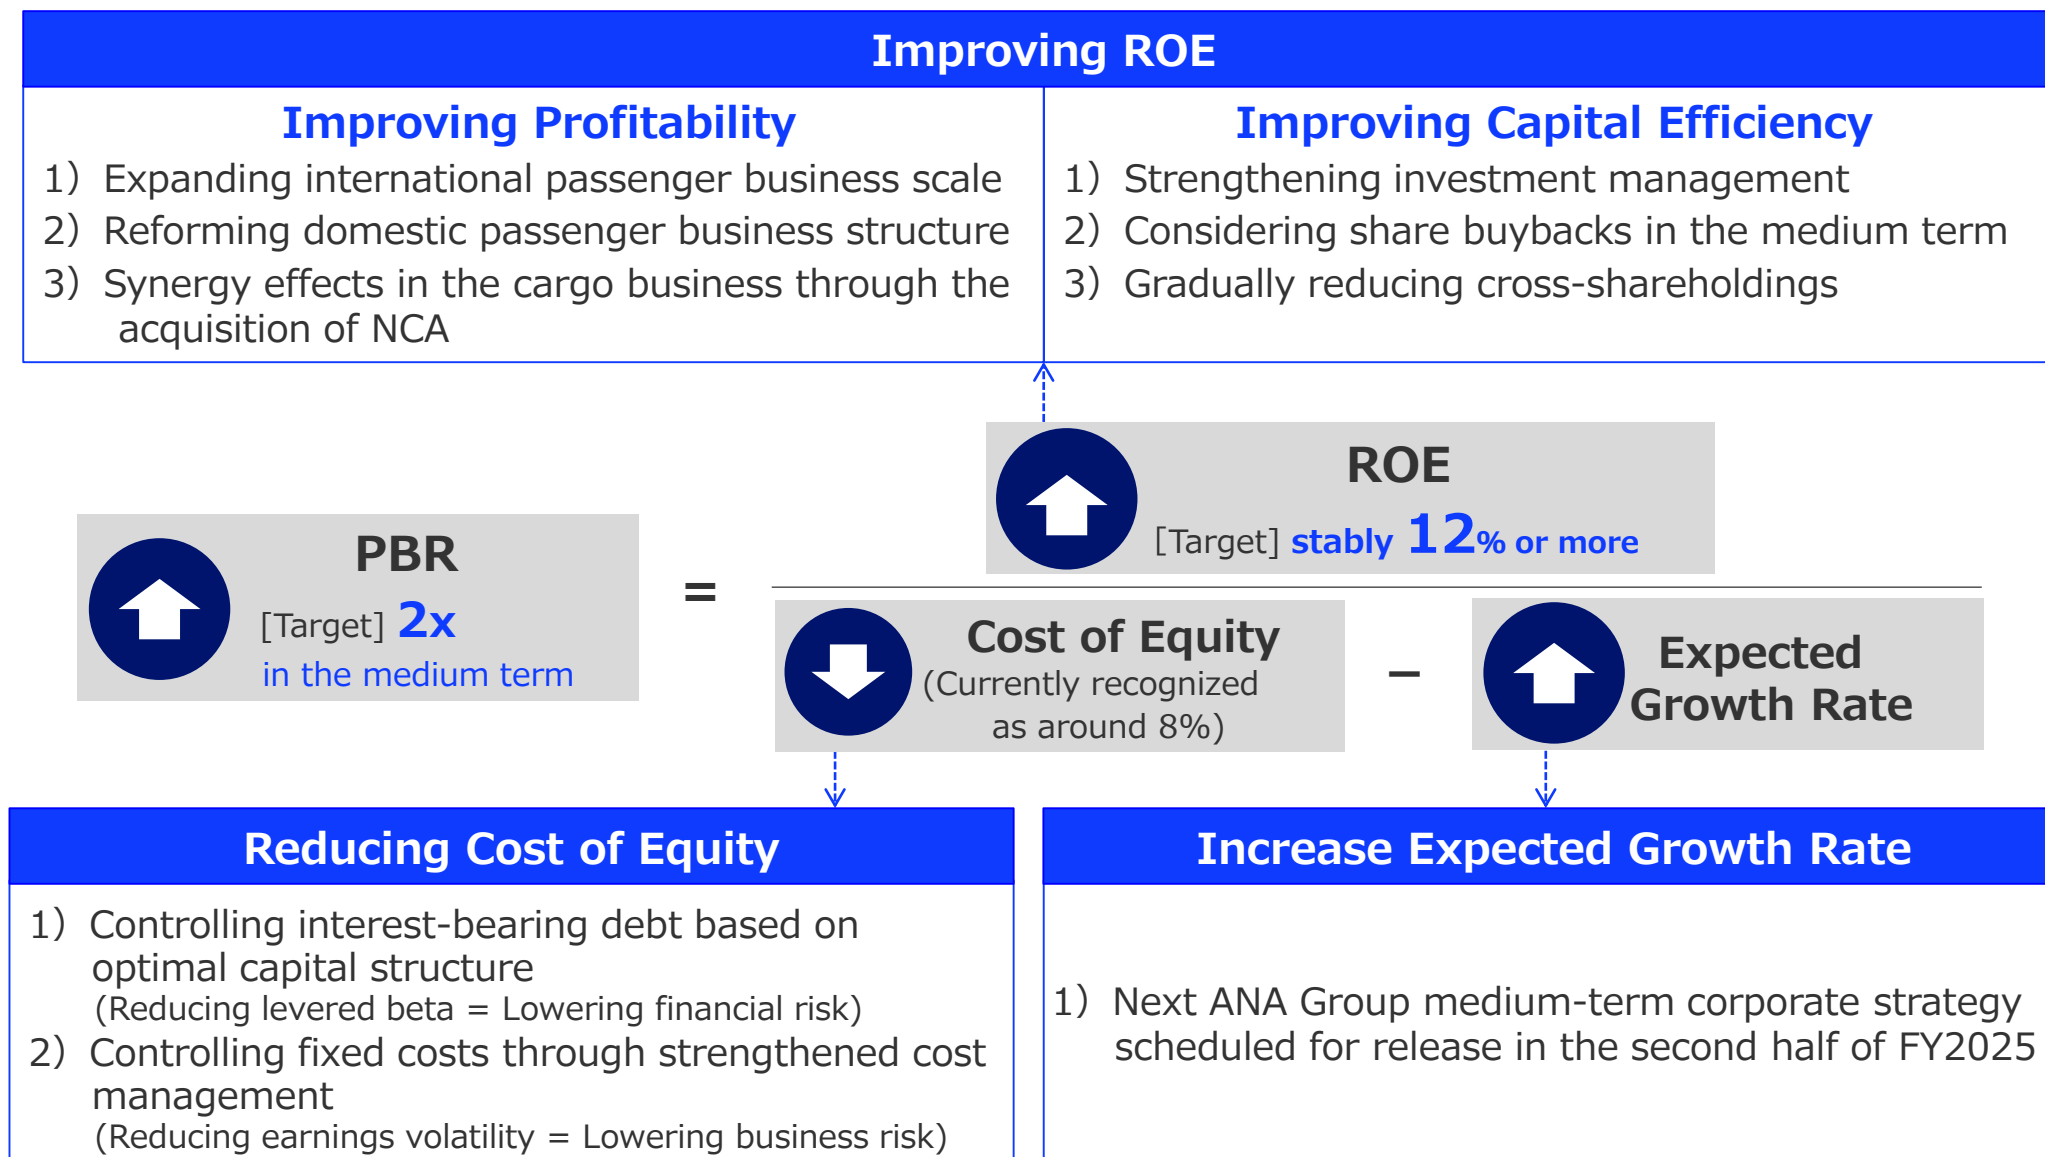 Improving ROE
Improving Profitability
1）Expanding international passenger business scale
2）Reforming domestic passenger business structure
3）Synergy effects in the cargo business through the
acquisition of NCA
Improving Capital Efficiency
1）Strengthening investment management
2）Considering share buybacks in the medium term
3）Gradually reducing cross-shareholdings
PBR
[Target] 2x
in the medium term
=
ROE
[Target] stably 12% or more
Cost of Equity
(Currently recognized
as around 8%)
–
Expected
Growth Rate
Reducing Cost of Equity
1）Controlling interest-bearing debt based on
optimal capital structure
(Reducing levered beta = Lowering financial risk)
2）Controlling fixed costs through strengthened cost
management
(Reducing earnings volatility = Lowering business risk)
Increase Expected Growth Rate
1）Next ANA Group medium-term corporate strategy
scheduled for release in the second half of FY2025